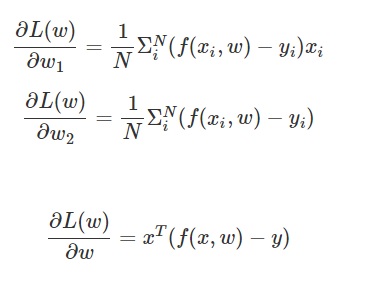 ∂L(w)/∂w₁ = 1/N Σᵢᴺ(f(xᵢ, w) − yᵢ)xᵢ
∂L(w)/∂w₂ = 1/N Σᵢᴺ(f(xᵢ, w) − yᵢ)
∂L(w)/∂w = xᵀ(f(x, w) − y)